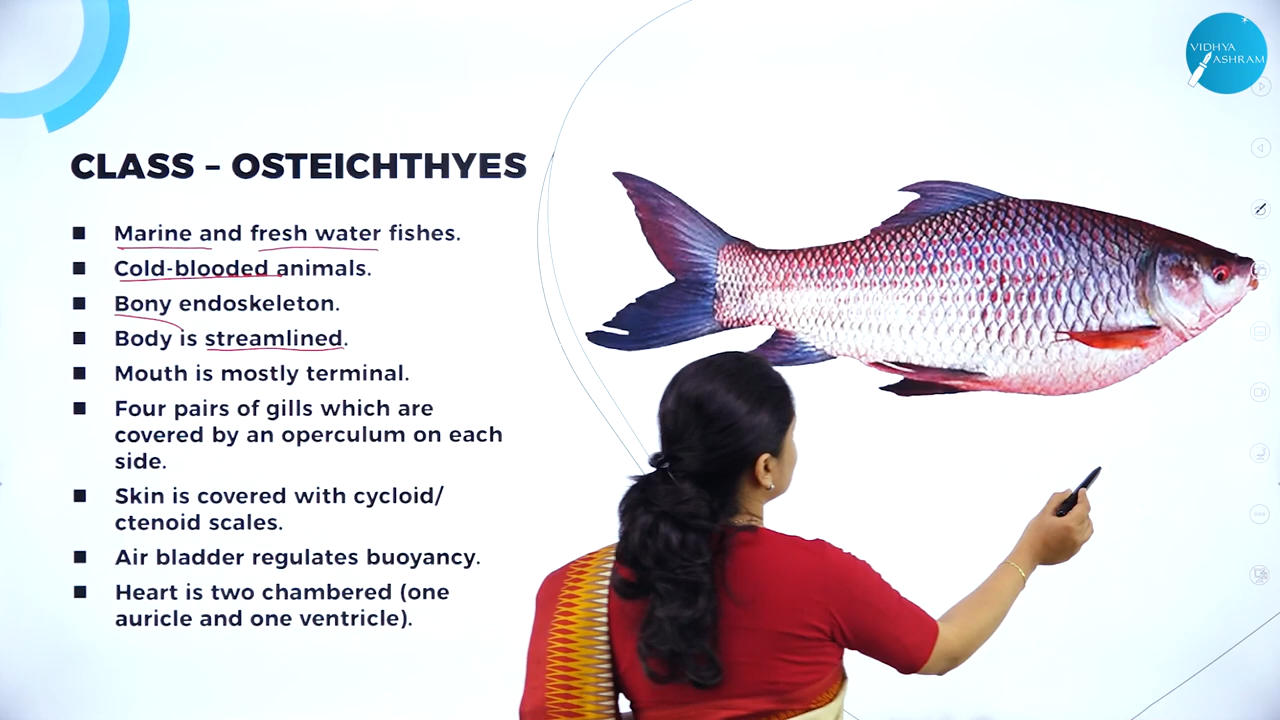 VIDHYA
ASHRAM
CLASS – OSTEICHTHYES
■ Marine and fresh water fishes.
■ Cold-blooded animals.
■ Bony endoskeleton.
■ Body is streamlined.
■ Mouth is mostly terminal.
■ Four pairs of gills which are
covered by an operculum on each
side.
■ Skin is covered with cycloid/
ctenoid scales.
■ Air bladder regulates buoyancy.
■ Heart is two chambered (one
auricle and one ventricle).